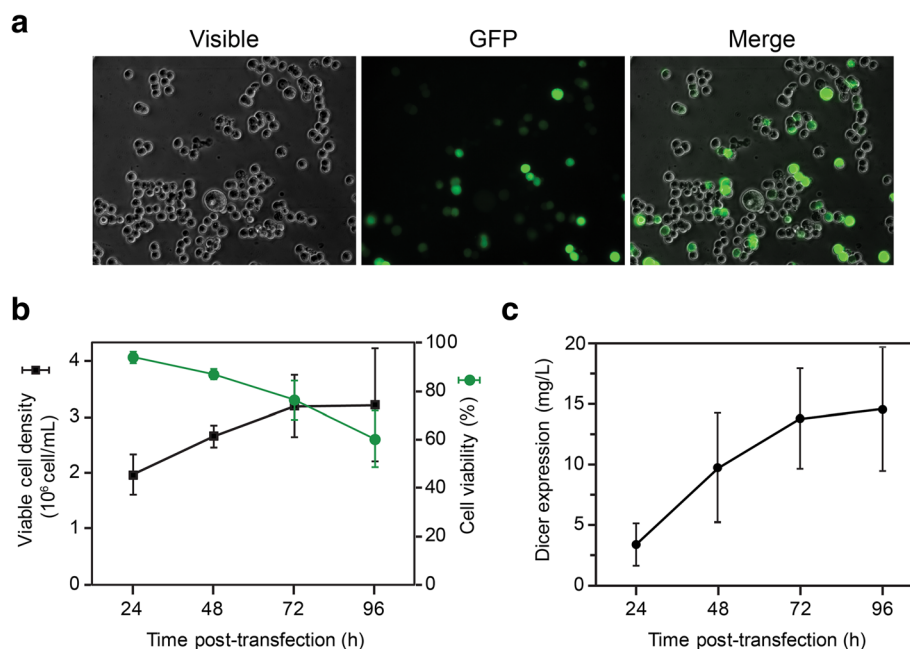 a
Visible
GFP
Merge
b
Viable cell density
(10⁶ cell/mL)
4
3
2
1
0
100
80
60
40
20
0
Cell viability (%)
24
48
72
96
Time post-transfection (h)
c
Dicer expression (mg/L)
20
15
10
5
0
24
48
72
96
Time post-transfection (h)